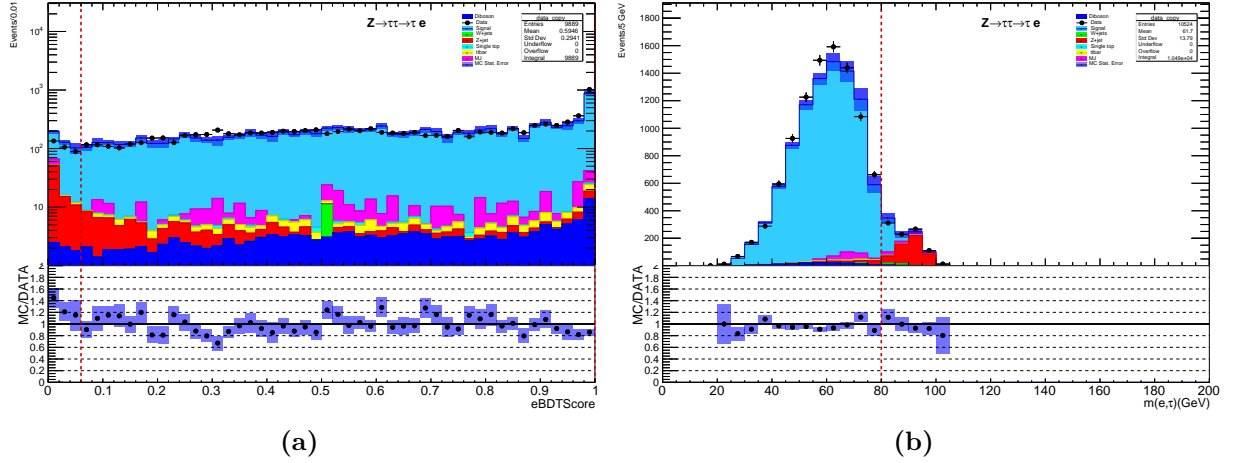 Events/0.01
Z→ττ→τ e
Diboson
Data
Signal
W+jets
Z+jet
Single top
ttbar
MJ
MC Stat. Error
data_copy
Entries 9889
Mean 0.5946
Std Dev 0.2941
Underflow 0
Overflow 0
Integral 9889
10⁴
10³
10²
10
MC/DATA
2
1.8
1.6
1.4
1.2
1
0.8
0.6
0.4
0.2
0
0 0.1 0.2 0.3 0.4 0.5 0.6 0.7 0.8 0.9 1
eBDTScore
(a)
Events/5 GeV
Z→ττ→τ e
Diboson
Data
Signal
W+jets
Z+jet
Single top
ttbar
MJ
MC Stat. Error
data_copy
Entries 10524
Mean 61.7
Std Dev 13.79
Underflow 0
Overflow 0
Integral 1.049e+04
1800
1600
1400
1200
1000
800
600
400
200
MC/DATA
2
1.8
1.6
1.4
1.2
1
0.8
0.6
0.4
0.2
0
0 20 40 60 80 100 120 140 160 180 200
m(e,τ)(GeV)
(b)